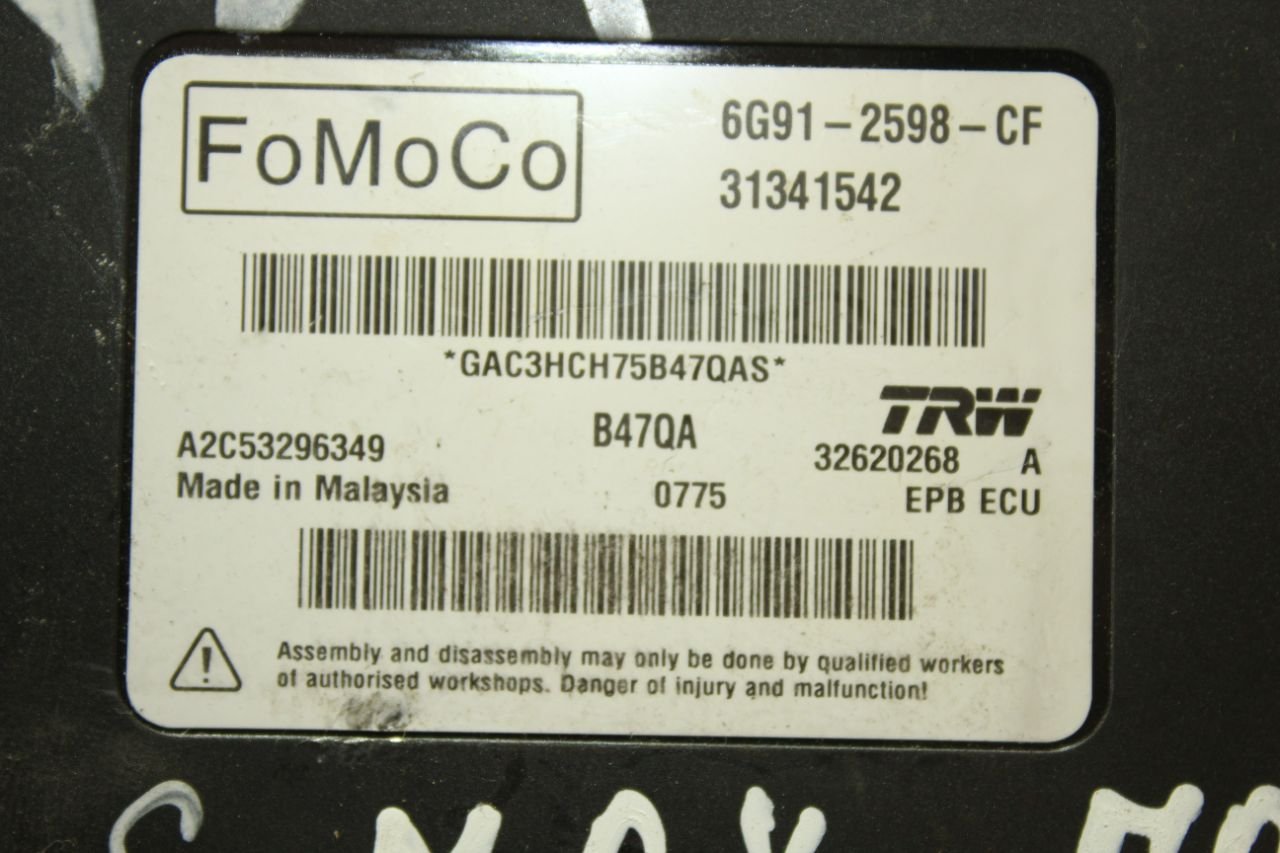 FoMoCo
6G91-2598-CF
31341542
*GAC3HCH75B47QAS*
TRW
A2C53296349
B47QA
32620268 A
Made in Malaysia
0775
EPB ECU
Assembly and disassembly may only be done by qualified workers
of authorised workshops. Danger of injury and malfunction!